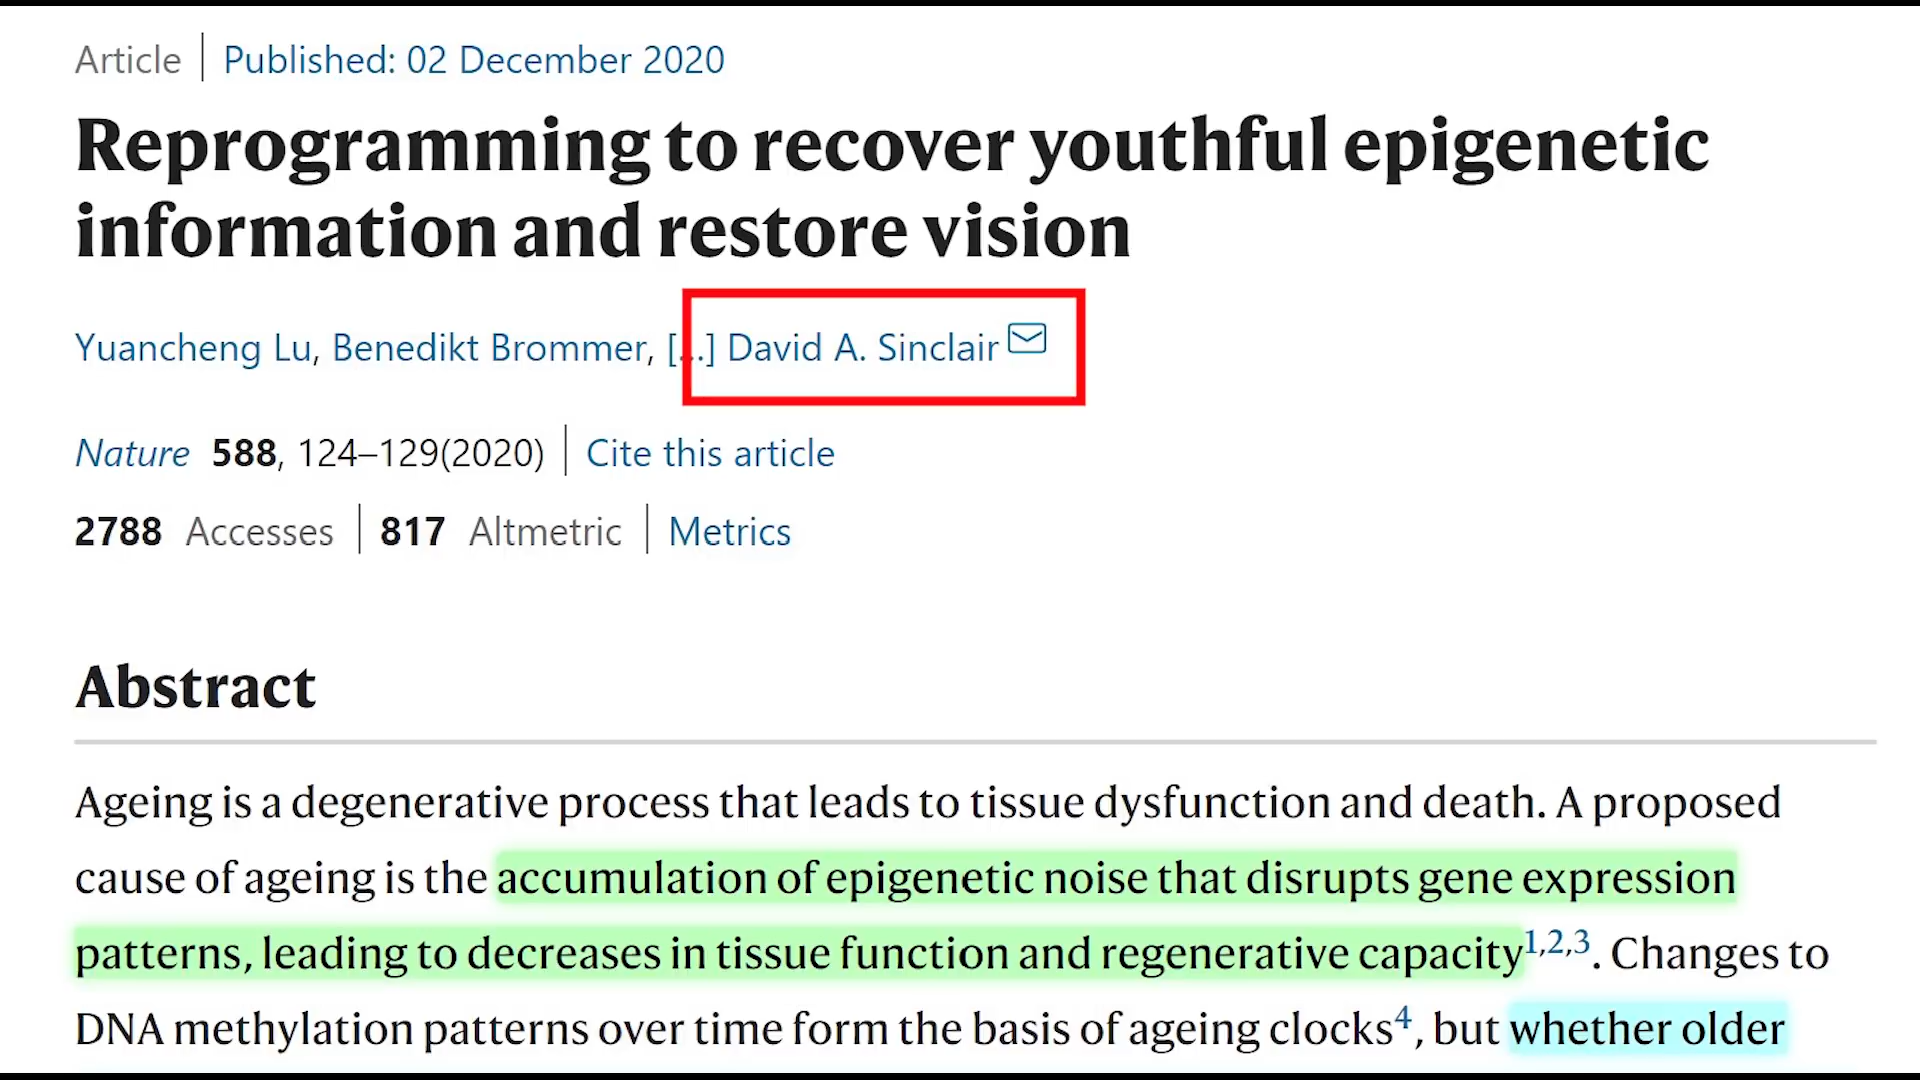 Article | Published: 02 December 2020
Reprogramming to recover youthful epigenetic
information and restore vision
Yuancheng Lu, Benedikt Brommer, [...] David A. Sinclair
Nature 588, 124–129(2020) | Cite this article
2788 Accesses | 817 Altmetric | Metrics
Abstract
Ageing is a degenerative process that leads to tissue dysfunction and death. A proposed
cause of ageing is the accumulation of epigenetic noise that disrupts gene expression
patterns, leading to decreases in tissue function and regenerative capacity1,2,3. Changes to
DNA methylation patterns over time form the basis of ageing clocks4, but whether older